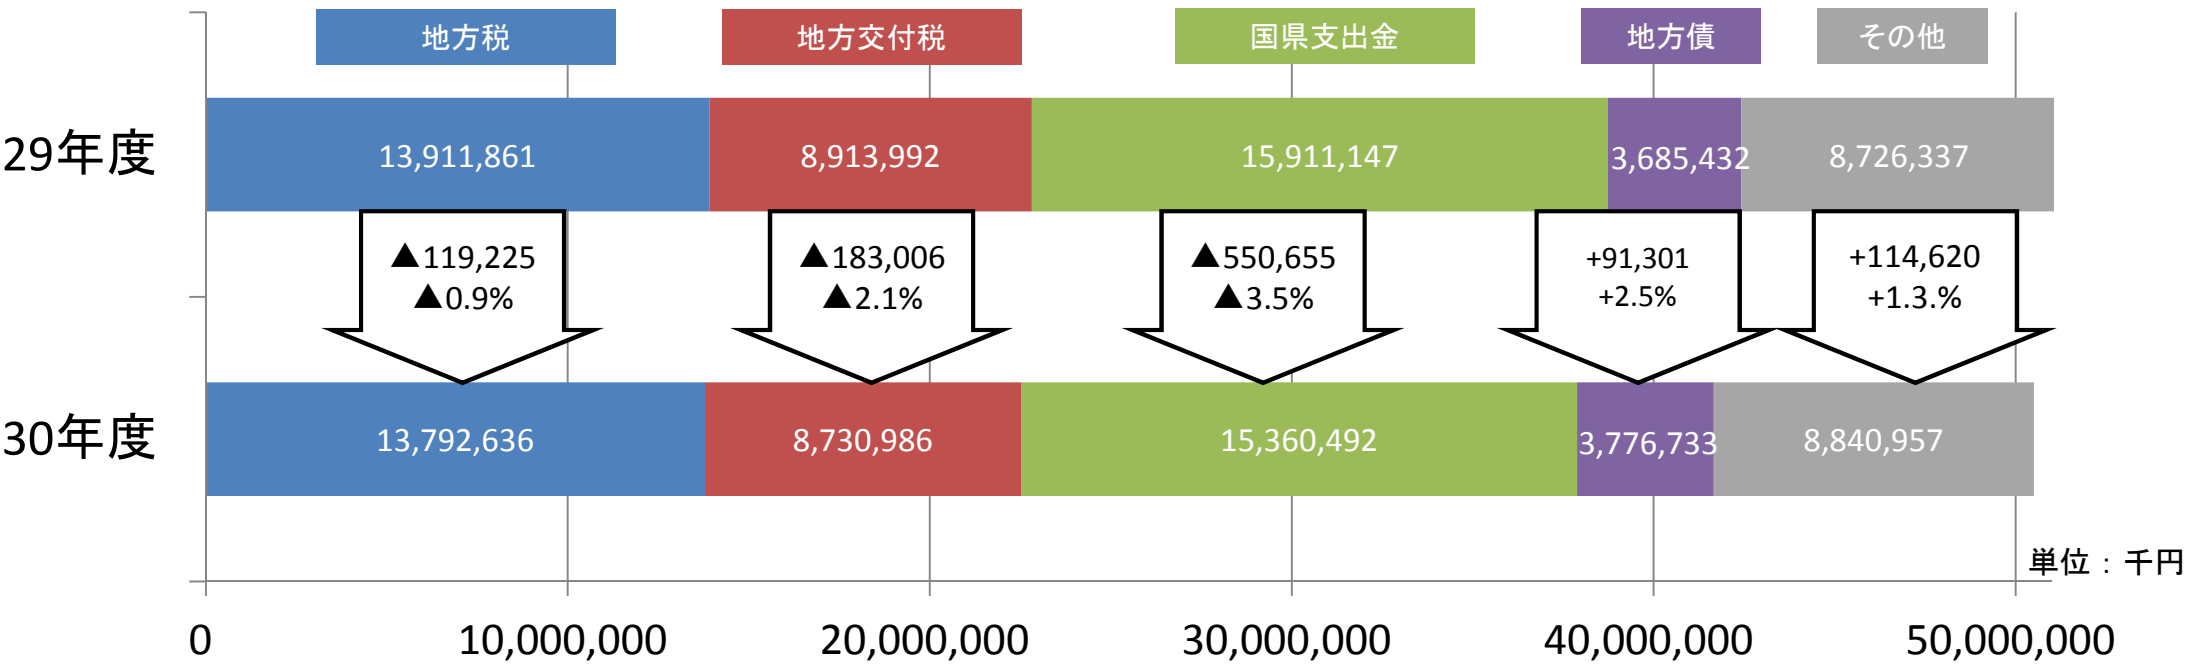 地方税 地方交付税 国県支出金 地方債 その他
29年度 13,911,861 8,913,992 15,911,147 3,685,432 8,726,337
▲119,225 ▲183,006 ▲550,655 +91,301 +114,620
▲0.9% ▲2.1% ▲3.5% +2.5% +1.3.%
30年度 13,792,636 8,730,986 15,360,492 3,776,733 8,840,957
単位：千円
0 10,000,000 20,000,000 30,000,000 40,000,000 50,000,000